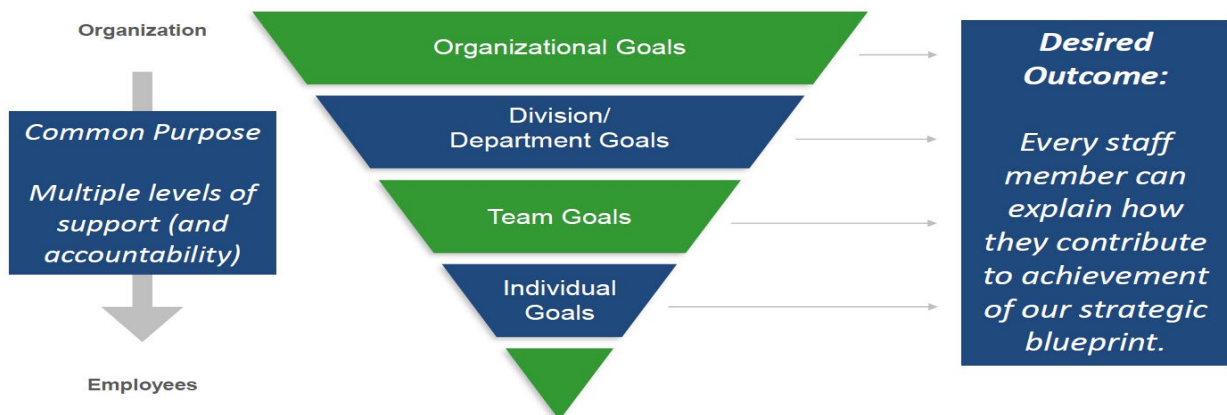 Organization
Common Purpose
Multiple levels of
support (and
accountability)
Employees
Organizational Goals
Division/
Department Goals
Team Goals
Individual
Goals
Desired
Outcome:
Every staff
member can
explain how
they contribute
to achievement
of our strategic
blueprint.